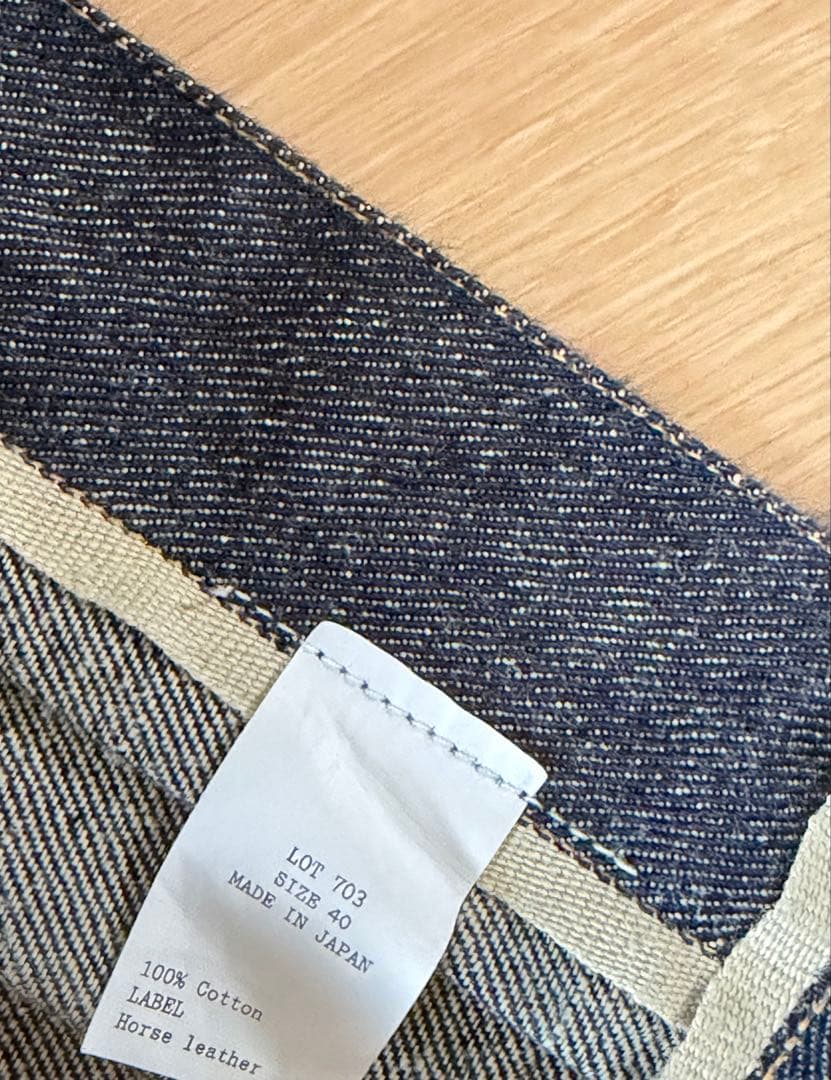 LOT 703
SIZE 40
MADE IN JAPAN
100% Cotton
LABEL
Horse leather